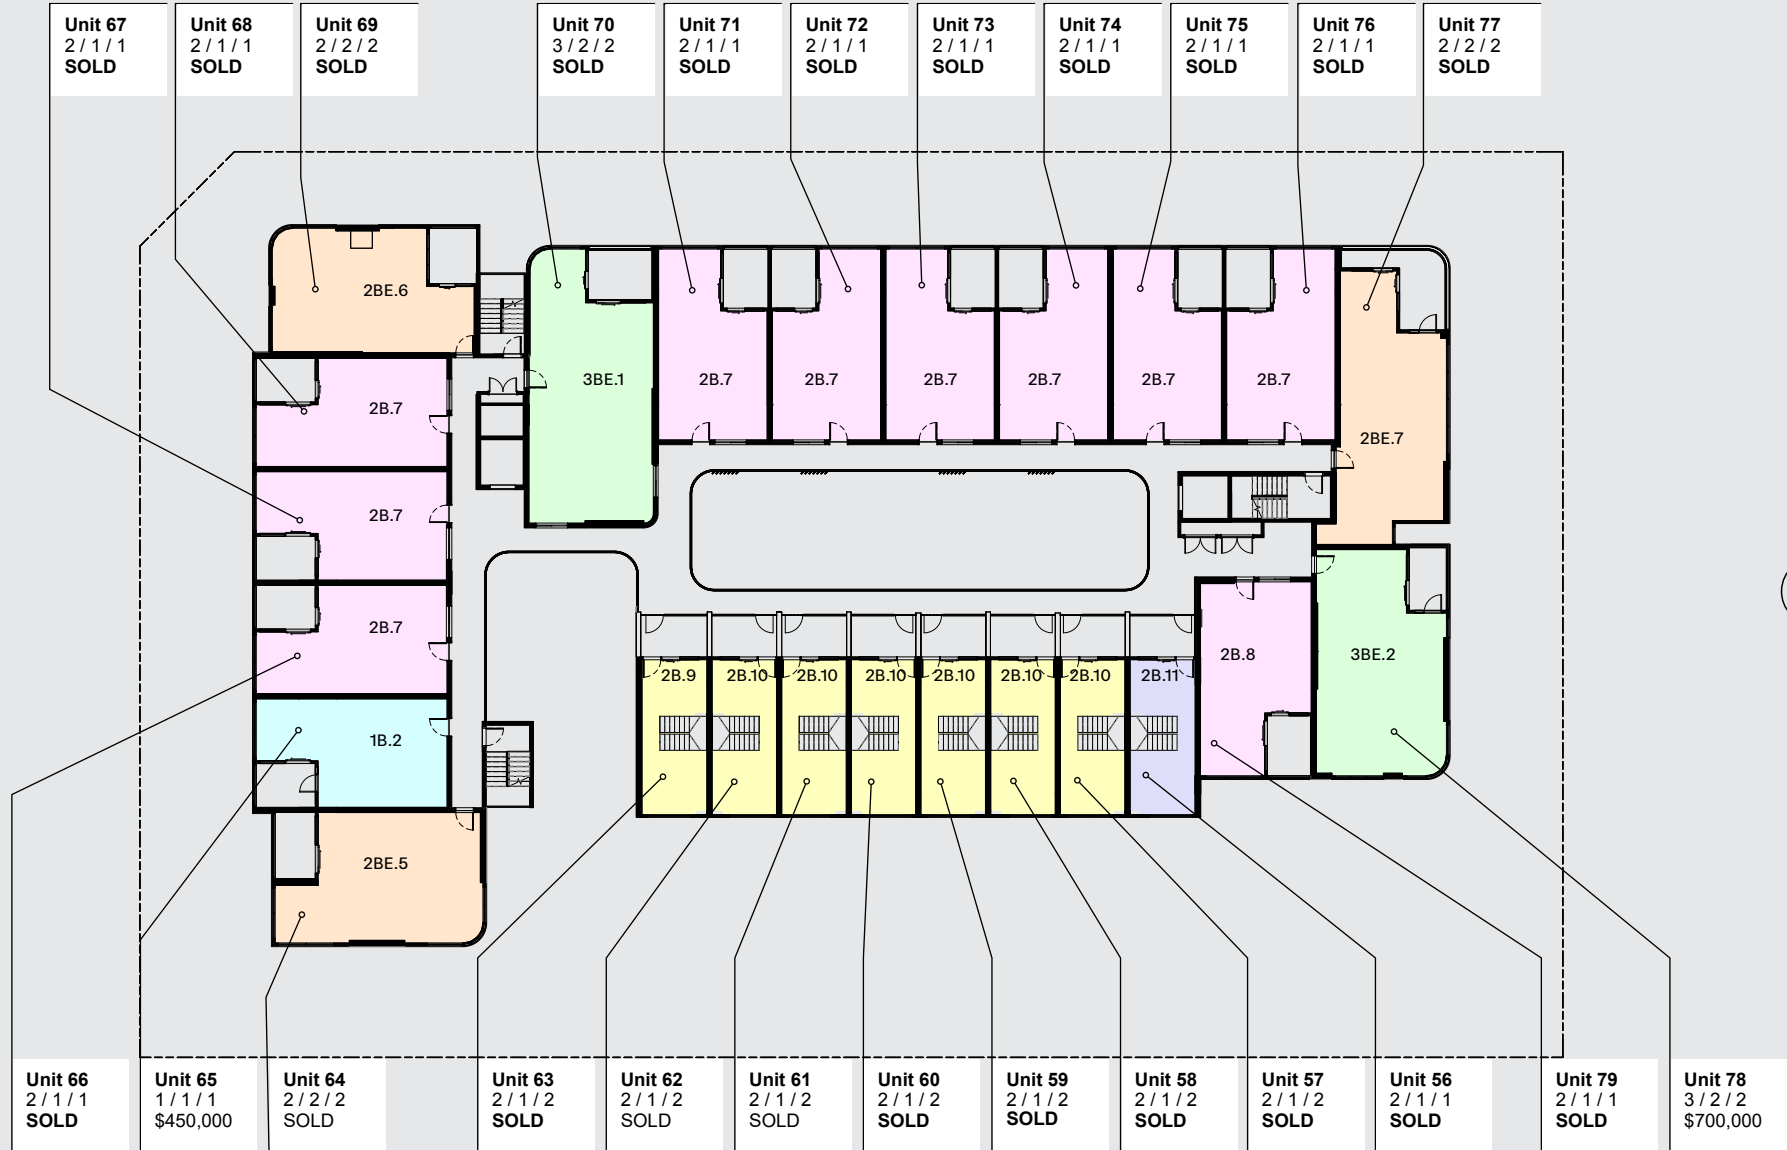 Unit 67
2 / 1 / 1
SOLD
Unit 68
2 / 1 / 1
SOLD
Unit 69
2 / 2 / 2
SOLD
Unit 70
3 / 2 / 2
SOLD
Unit 71
2 / 1 / 1
SOLD
Unit 72
2 / 1 / 1
SOLD
Unit 73
2 / 1 / 1
SOLD
Unit 74
2 / 1 / 1
SOLD
Unit 75
2 / 1 / 1
SOLD
Unit 76
2 / 1 / 1
SOLD
Unit 77
2 / 2 / 2
SOLD
2BE.6
3BE.1
2B.7
2B.7
2B.7
2B.7
2B.7
2B.7
2BE.7
2B.7
2B.7
2B.7
1B.2
2BE.5
2B.9
2B.10
2B.10
2B.10
2B.10
2B.10
2B.10
2B.11
2B.8
3BE.2
Unit 66
2 / 1 / 1
SOLD
Unit 65
1 / 1 / 1
$450,000
Unit 64
2 / 2 / 2
SOLD
Unit 63
2 / 1 / 2
SOLD
Unit 62
2 / 1 / 2
SOLD
Unit 61
2 / 1 / 2
SOLD
Unit 60
2 / 1 / 2
SOLD
Unit 59
2 / 1 / 2
SOLD
Unit 58
2 / 1 / 2
SOLD
Unit 57
2 / 1 / 2
SOLD
Unit 56
2 / 1 / 1
SOLD
Unit 79
2 / 1 / 1
SOLD
Unit 78
3 / 2 / 2
$700,000